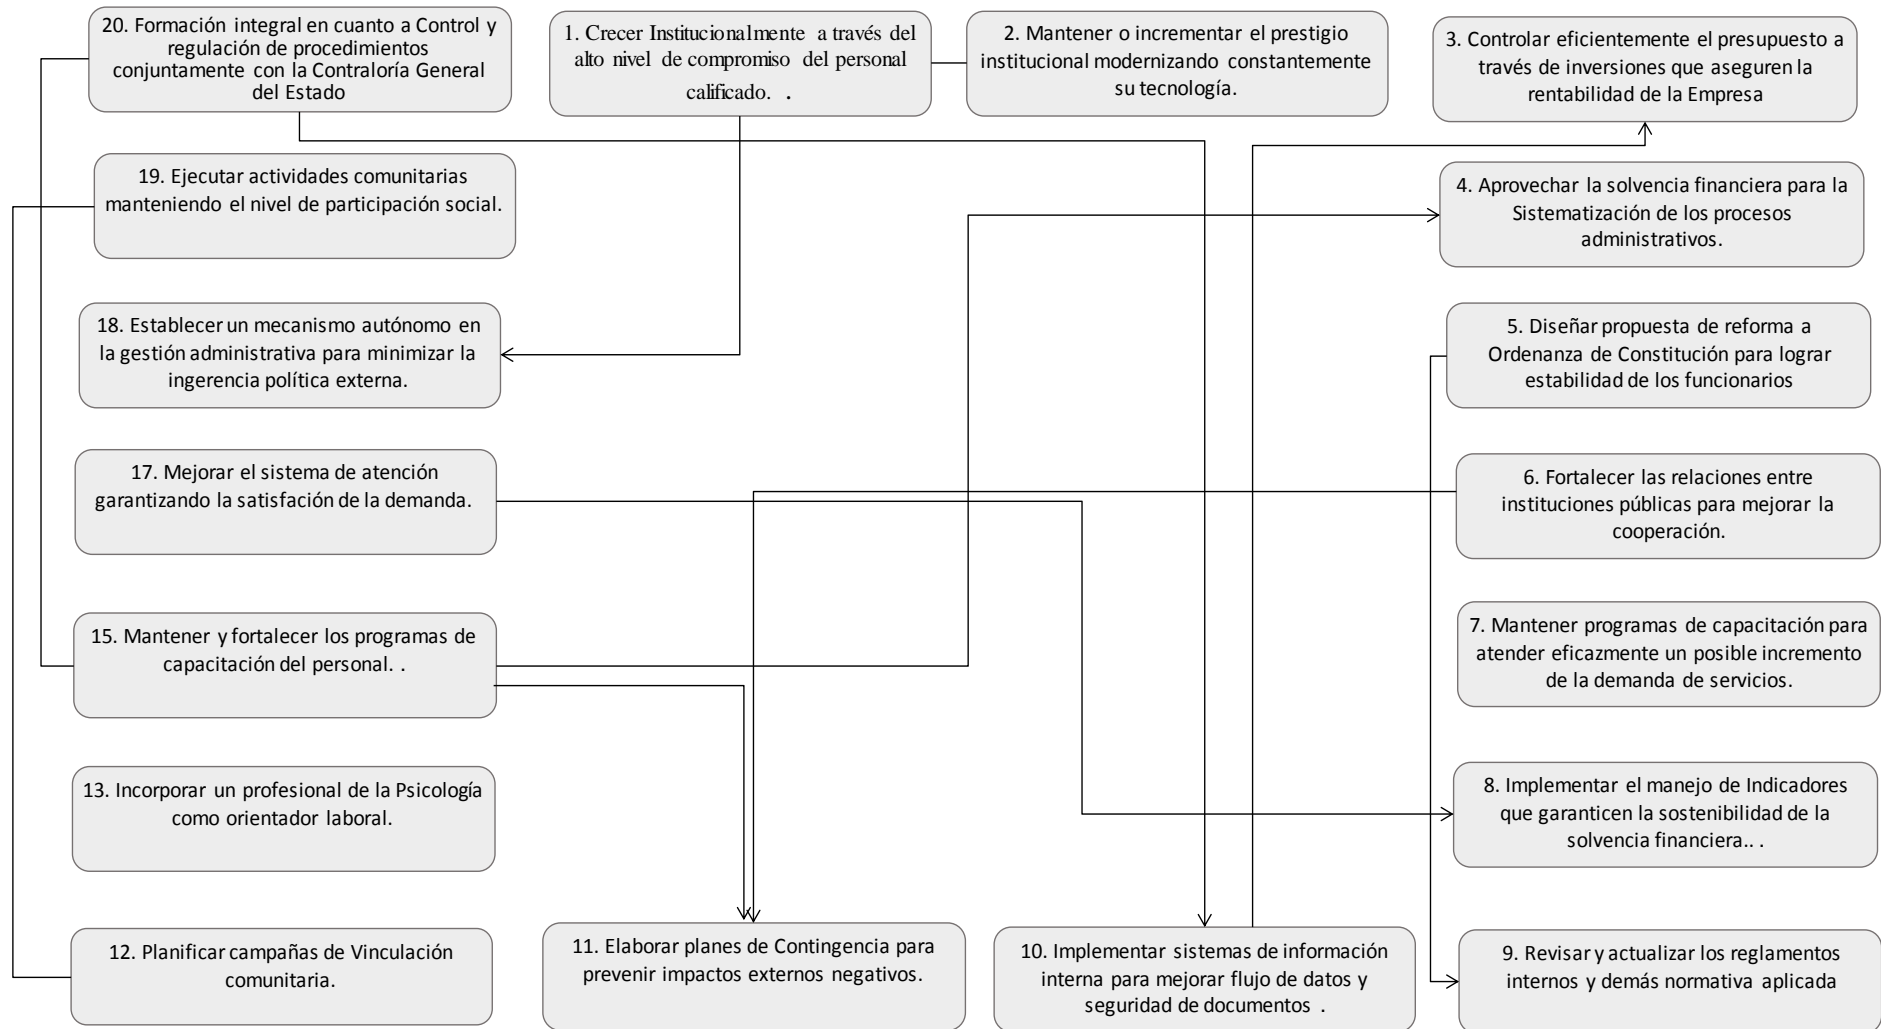 20. Formación integral en cuanto a Control y
regulación de procedimientos
conjuntamente con la Contraloría General
del Estado
1. Crecer Institucionalmente a través del
alto nivel de compromiso del personal
calificado. .
2. Mantener o incrementar el prestigio
institucional modernizando constantemente
su tecnología.
3. Controlar eficientemente el presupuesto a
través de inversiones que aseguren la
rentabilidad de la Empresa
19. Ejecutar actividades comunitarias
manteniendo el nivel de participación social.
4. Aprovechar la solvencia financiera para la
Sistematización de los procesos
administrativos.
18. Establecer un mecanismo autónomo en
la gestión administrativa para minimizar la
ingerencia política externa.
5. Diseñar propuesta de reforma a
Ordenanza de Constitución para lograr
estabilidad de los funcionarios
17. Mejorar el sistema de atención
garantizando la satisfacción de la demanda.
6. Fortalecer las relaciones entre
instituciones públicas para mejorar la
cooperación.
15. Mantener y fortalecer los programas de
capacitación del personal. .
7. Mantener programas de capacitación para
atender eficazmente un posible incremento
de la demanda de servicios.
13. Incorporar un profesional de la Psicología
como orientador laboral.
8. Implementar el manejo de Indicadores
que garanticen la sostenibilidad de la
solvencia financiera.. .
12. Planificar campañas de Vinculación
comunitaria.
11. Elaborar planes de Contingencia para
prevenir impactos externos negativos.
10. Implementar sistemas de información
interna para mejorar flujo de datos y
seguridad de documentos .
9. Revisar y actualizar los reglamentos
internos y demás normativa aplicada